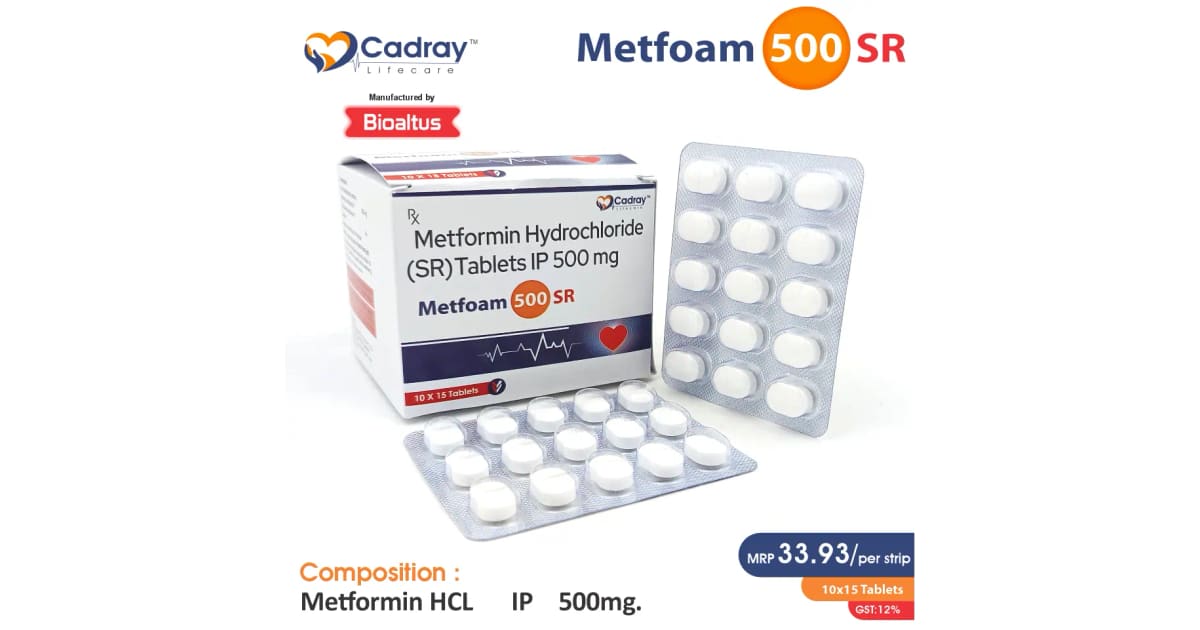 Cadray™
Lifecare
Metfoam 500 SR
Manufactured by
Bioaltus
10 X 15 Tablets
Cadray™
Lifecare
Rx
Metformin Hydrochloride
(SR) Tablets IP 500 mg
Metfoam 500 SR
10 X 15 Tablets
MRP 33.93/per strip
10x15 Tablets
GST:12%
Composition :
Metformin HCL IP 500mg.